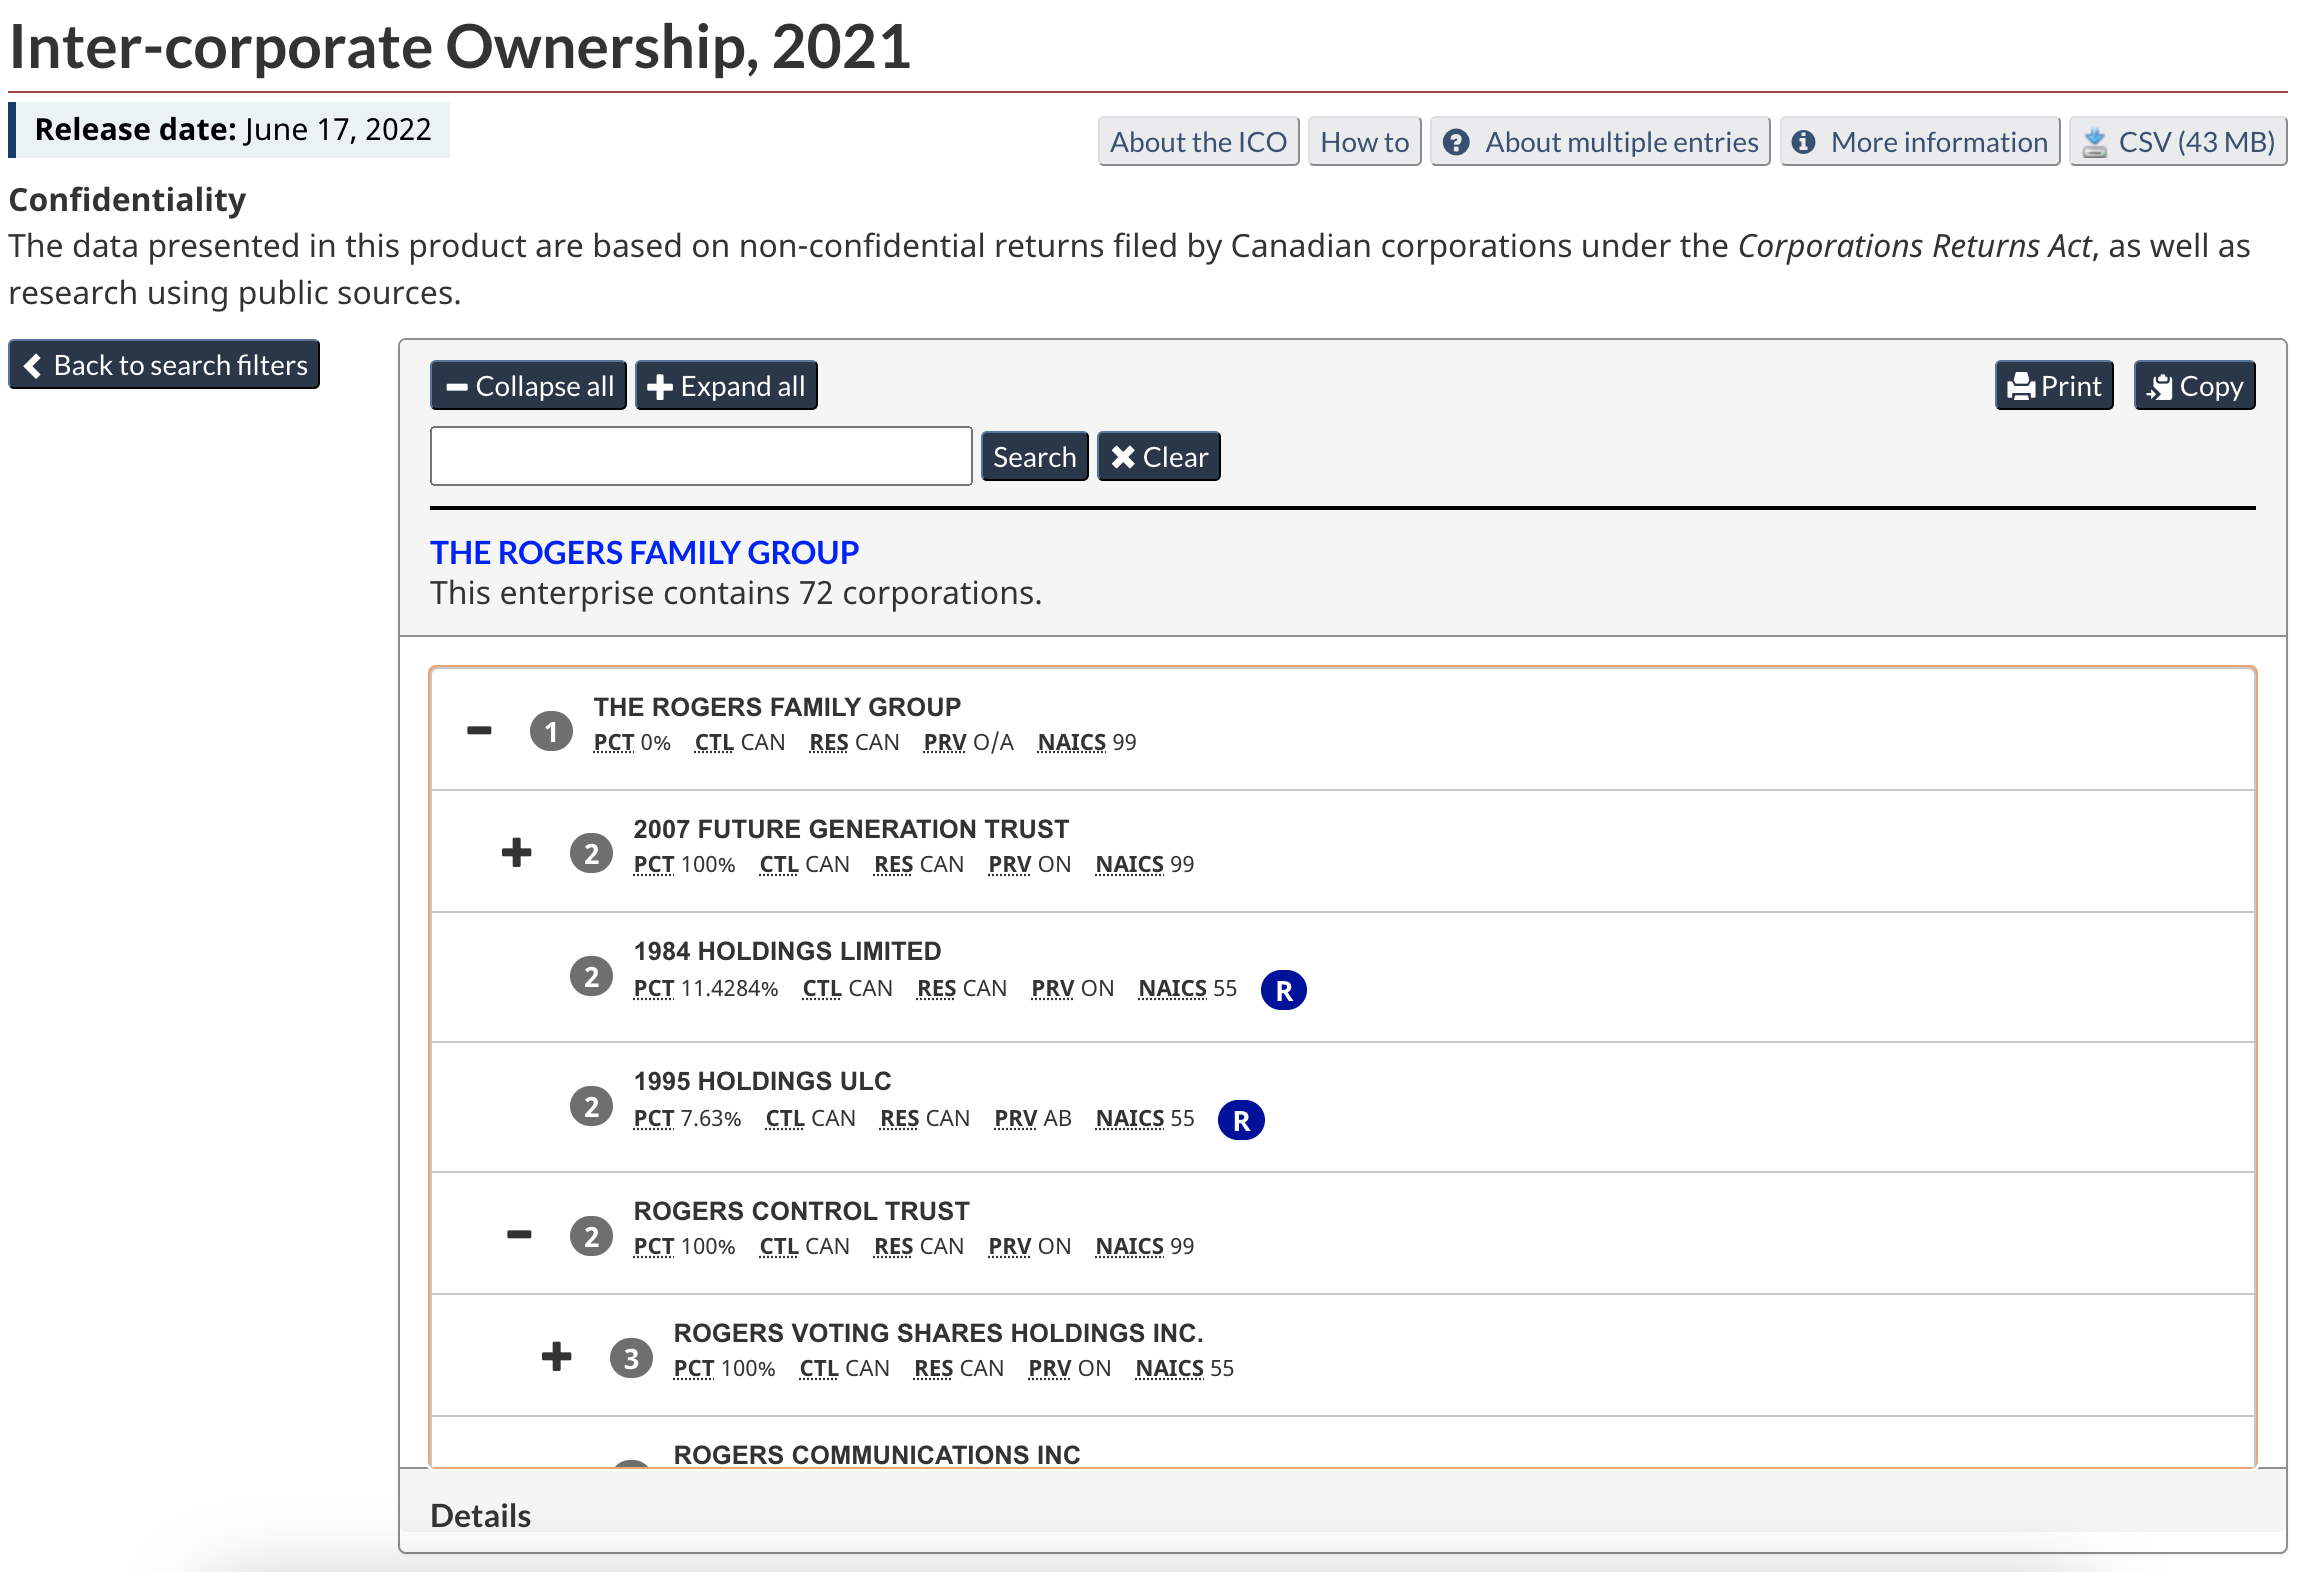 Inter-corporate Ownership, 2021
Release date: June 17, 2022
About the ICO
How to
About multiple entries
More information
CSV (43 MB)
Confidentiality
The data presented in this product are based on non-confidential returns filed by Canadian corporations under the Corporations Returns Act, as well as
research using public sources.
Back to search filters
Collapse all
Expand all
Print
Copy
Search
Clear
THE ROGERS FAMILY GROUP
This enterprise contains 72 corporations.
1 THE ROGERS FAMILY GROUP
PCT 0% CTL CAN RES CAN PRV O/A NAICS 99
2 2007 FUTURE GENERATION TRUST
PCT 100% CTL CAN RES CAN PRV ON NAICS 99
2 1984 HOLDINGS LIMITED
PCT 11.4284% CTL CAN RES CAN PRV ON NAICS 55 R
2 1995 HOLDINGS ULC
PCT 7.63% CTL CAN RES CAN PRV AB NAICS 55 R
2 ROGERS CONTROL TRUST
PCT 100% CTL CAN RES CAN PRV ON NAICS 99
3 ROGERS VOTING SHARES HOLDINGS INC.
PCT 100% CTL CAN RES CAN PRV ON NAICS 55
ROGERS COMMUNICATIONS INC
Details